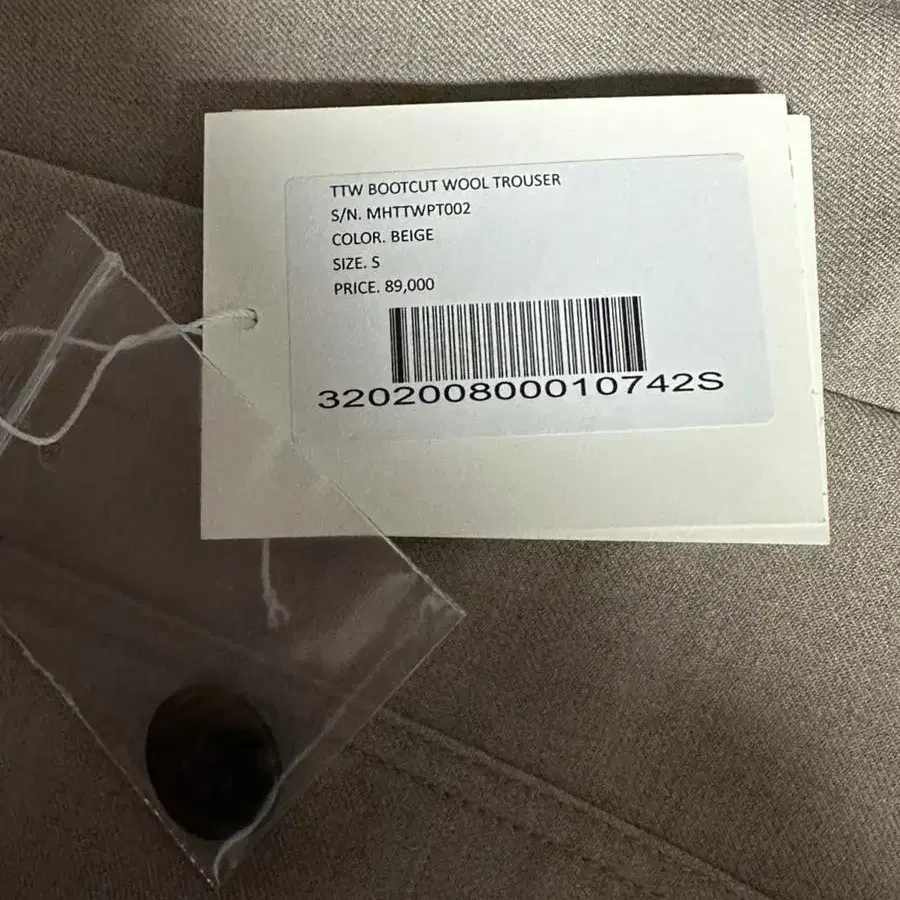 TTW BOOTCUT WOOL TROUSER
S/N. MHTTWPT002
COLOR. BEIGE
SIZE. S
PRICE. 89,000
320200800010742S